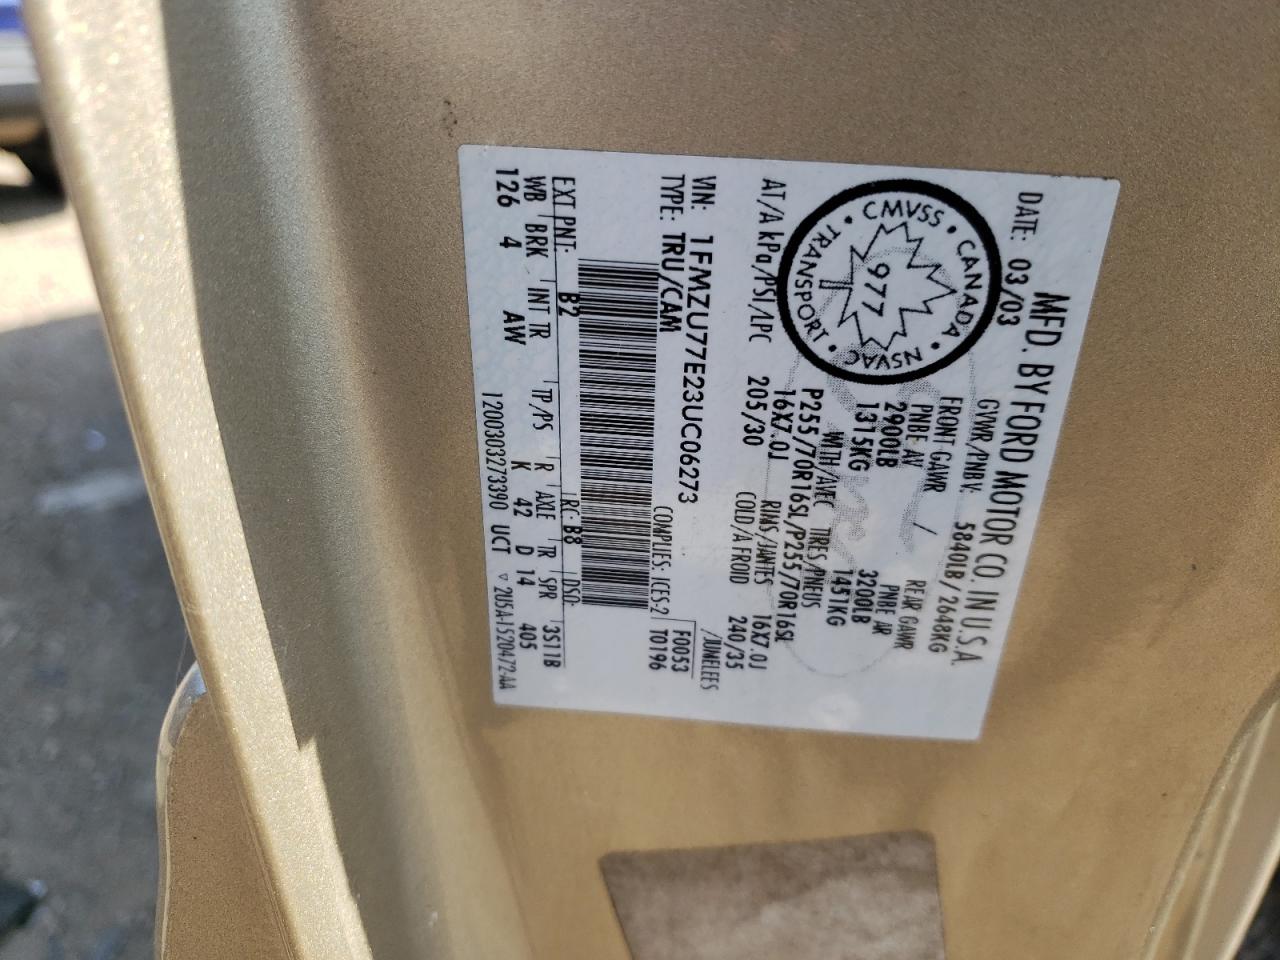 MFD. BY FORD MOTOR CO. IN U.S.A.
DATE: 03/03
GVWR/PNBV: 5840LB / 2648KG
FRONT GAWR / REAR GAWR
PNBE AV PNBE AR
2900LB 3200LB
1315KG 1451KG
WITH/AVEC TIRES/PNEUS
P255/70R16SL/P255/70R16SL
16X7.0J RIMS/JANTES 16X7.0J
AT/A kPa/PSI/LPC 205/30 COLD/A FROID 240/35
CMVSS • CANADA • NSVAC • TRANSPORT •
977
/JUMELEES
VIN: 1FMZU77E23UC06273
TYPE: TRU/CAM
COMPLIES: ICES-2
F0053
T0196
EXT PNT: B2 RC: B8 DSO:
WB BRK INT TR TP/PS R AXLE TR SPR 3S11B
126 4 AW K 42 D 14 405
1200303273390 UCT ▽ 2U5A-1520472-AA